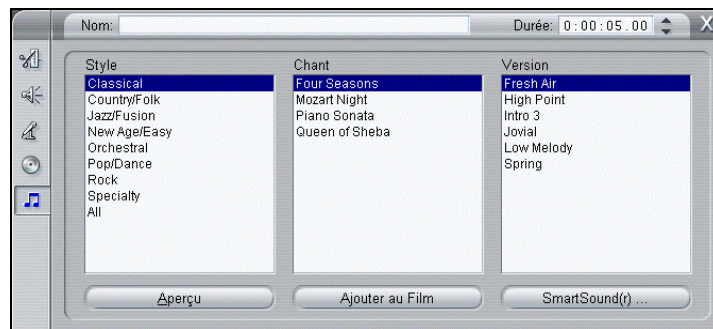 Nom: Durée: 0:00:05.00 X
Style
Classical
Country/Folk
Jazz/Fusion
New Age/Easy
Orchestral
Pop/Dance
Rock
Specialty
All
Chant
Four Seasons
Mozart Night
Piano Sonata
Queen of Sheba
Version
Fresh Air
High Point
Intro 3
Jovial
Low Melody
Spring
Aperçu
Ajouter au Film
SmartSound(r) ...